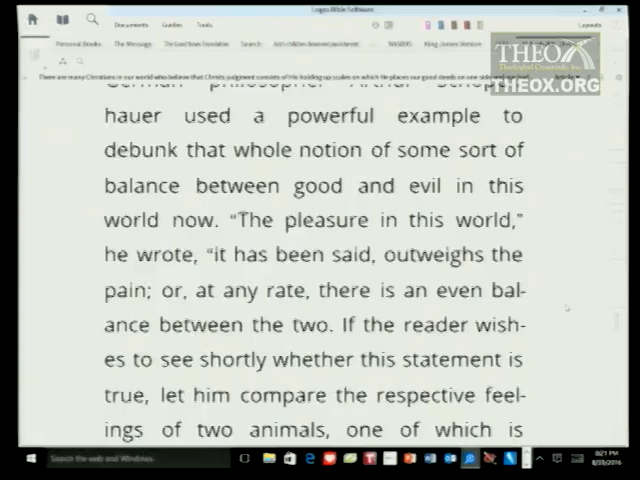 Logos Bible Software
Documents Guides Tools
Layouts
Personal Books The Message The Good News Translation Search
NASB95 King James Version
There are many Christians in our world who believe that Christ's judgment consists of His holding up scales on which He places our good deeds on one side and our bad
THEOX
THEOX.ORG
German philosopher Arthur Schopen-
hauer used a powerful example to
debunk that whole notion of some sort of
balance between good and evil in this
world now. “The pleasure in this world,”
he wrote, “it has been said, outweighs the
pain; or, at any rate, there is an even bal-
ance between the two. If the reader wish-
es to see shortly whether this statement is
true, let him compare the respective feel-
ings of two animals, one of which is
Search the web and Windows
8:21 PM
8/28/2016